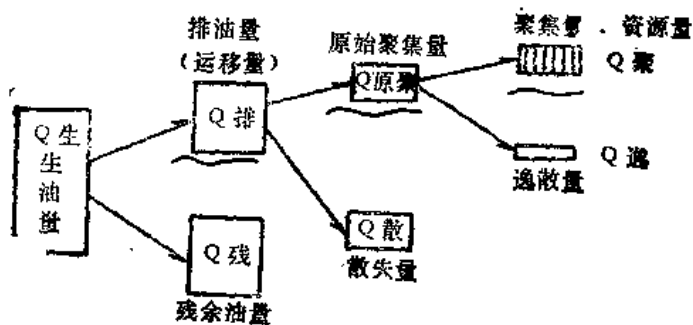 排油量
(运移量)
原始聚集量
聚集量、资源量
Q生
生
油
量
Q排
Q原聚
Q聚
Q逸
逸散量
Q残
残余油量
Q散
散失量